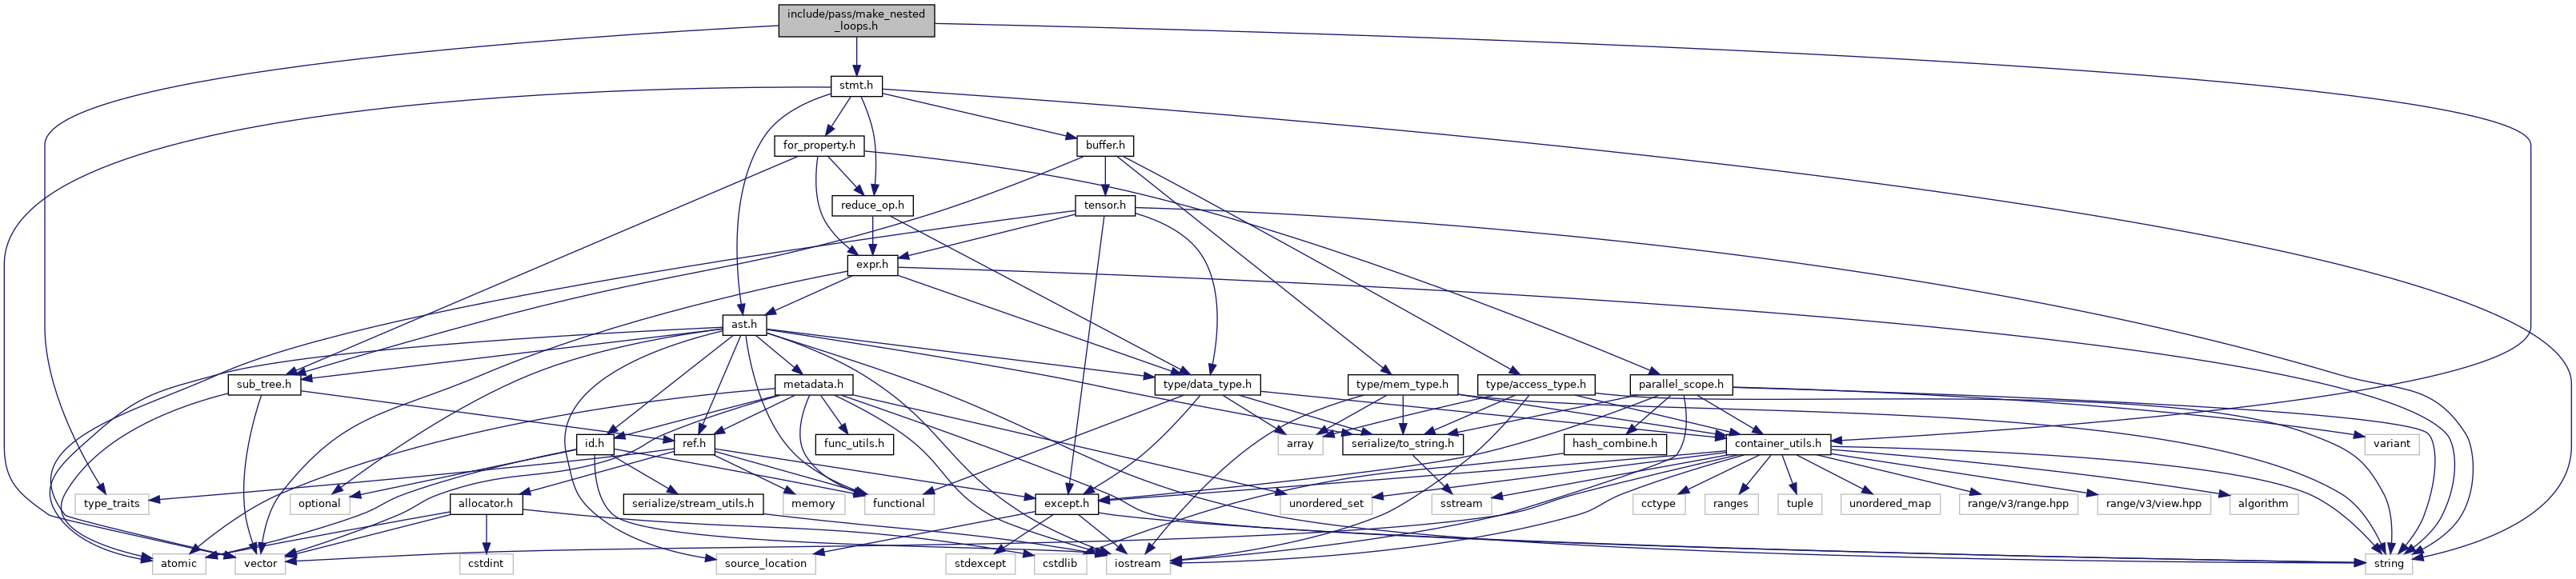 include/pass/make_nested
_loops.h
stmt.h
for_property.h
buffer.h
reduce_op.h
tensor.h
expr.h
ast.h
sub_tree.h
metadata.h
type/data_type.h
type/mem_type.h
type/access_type.h
parallel_scope.h
id.h
ref.h
func_utils.h
array
serialize/to_string.h
hash_combine.h
container_utils.h
variant
type_traits
optional
allocator.h
serialize/stream_utils.h
memory
functional
except.h
unordered_set
sstream
cctype
ranges
tuple
unordered_map
range/v3/range.hpp
range/v3/view.hpp
algorithm
atomic
vector
cstdint
source_location
stdexcept
cstdlib
iostream
string